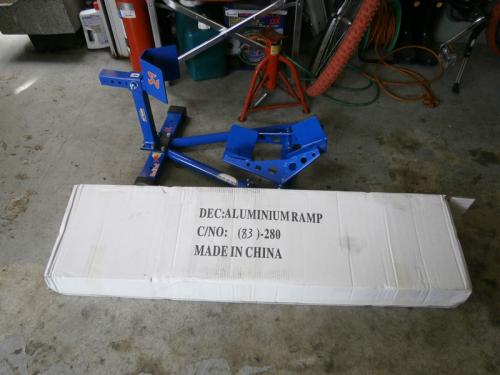 DEC:ALUMINIUM RAMP
C/NO: (83)-280
MADE IN CHINA